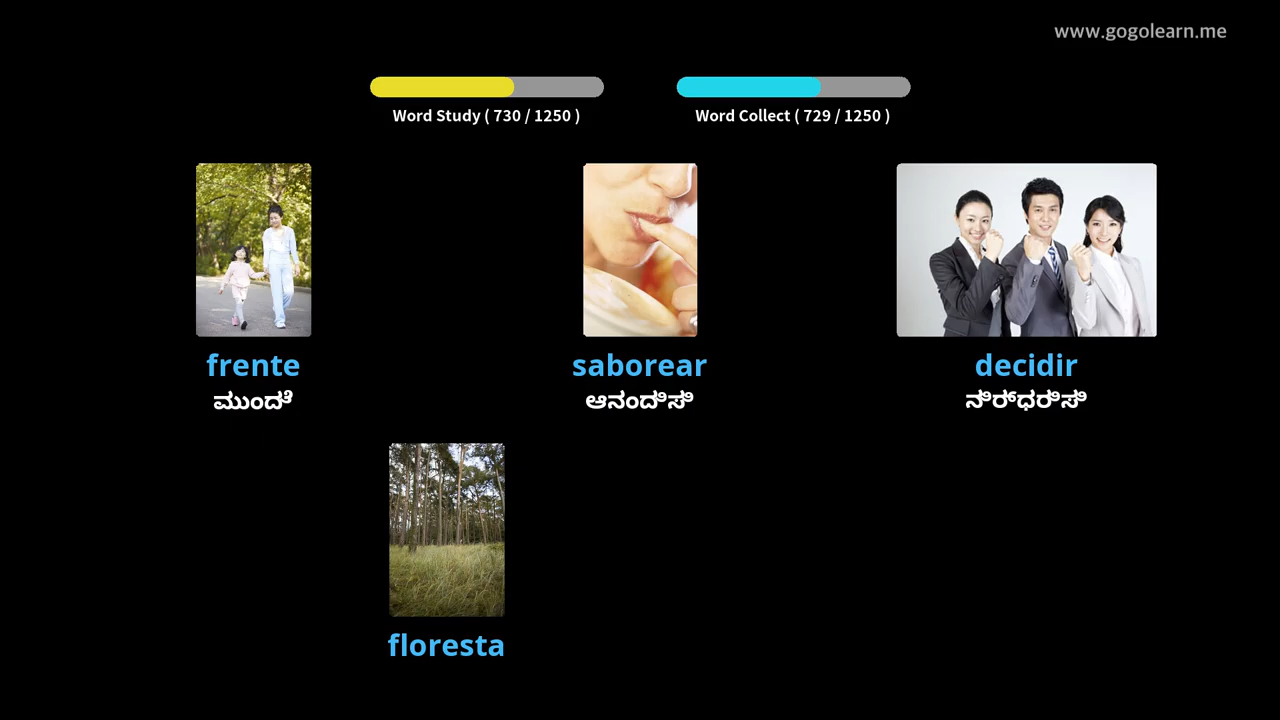 www.gogolearn.me
Word Study ( 730 / 1250 )
Word Collect ( 729 / 1250 )
frente
saborear
decidir
ಮುಂದೆ
ಆನಂದಿಸಿ
ನಿರ್ಧರಿಸಿ
floresta